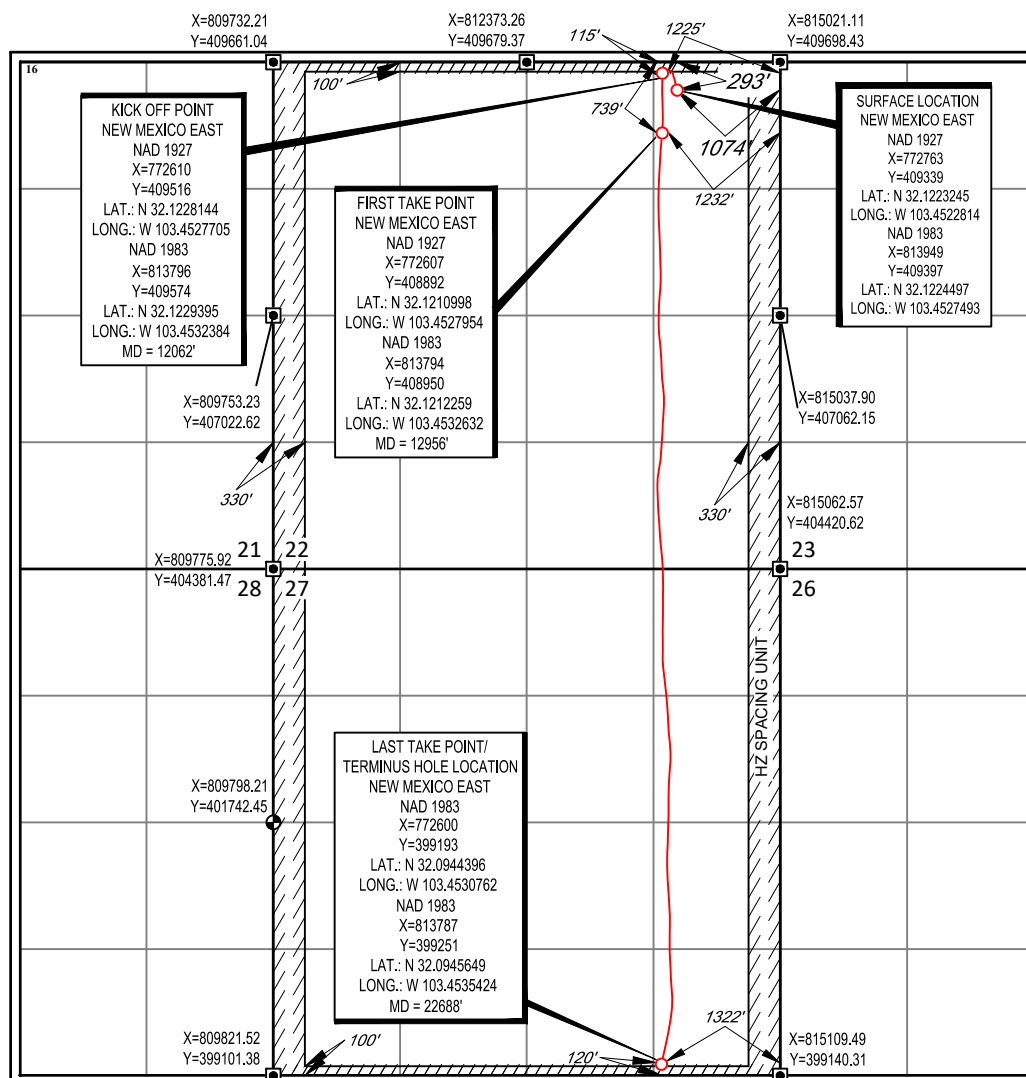 X=809732.21
Y=409661.04
X=812373.26
Y=409679.37
115'
1225'
X=815021.11
Y=409698.43
16
100'
293'
KICK OFF POINT
NEW MEXICO EAST
NAD 1927
X=772610
Y=409516
LAT.: N 32.1228144
LONG.: W 103.4527705
NAD 1983
X=813796
Y=409574
LAT.: N 32.1229395
LONG.: W 103.4532384
MD = 12062'
739'
1074'
1232'
SURFACE LOCATION
NEW MEXICO EAST
NAD 1927
X=772763
Y=409339
LAT.: N 32.1223245
LONG.: W 103.4522814
NAD 1983
X=813949
Y=409397
LAT.: N 32.1224497
LONG.: W 103.4527493
FIRST TAKE POINT
NEW MEXICO EAST
NAD 1927
X=772607
Y=408892
LAT.: N 32.1210998
LONG.: W 103.4527954
NAD 1983
X=813794
Y=408950
LAT.: N 32.1212259
LONG.: W 103.4532632
MD = 12956'
X=809753.23
Y=407022.62
X=815037.90
Y=407062.15
330'
330'
X=815062.57
Y=404420.62
21 22
23
X=809775.92
Y=404381.47
28 27
26
HZ SPACING UNIT
LAST TAKE POINT/
TERMINUS HOLE LOCATION
NEW MEXICO EAST
NAD 1983
X=772600
Y=399193
LAT.: N 32.0944396
LONG.: W 103.4530762
NAD 1983
X=813787
Y=399251
LAT.: N 32.0945649
LONG.: W 103.4535424
MD = 22688'
X=809798.21
Y=401742.45
X=809821.52
Y=399101.38
100'
120'
1322'
X=815109.49
Y=399140.31